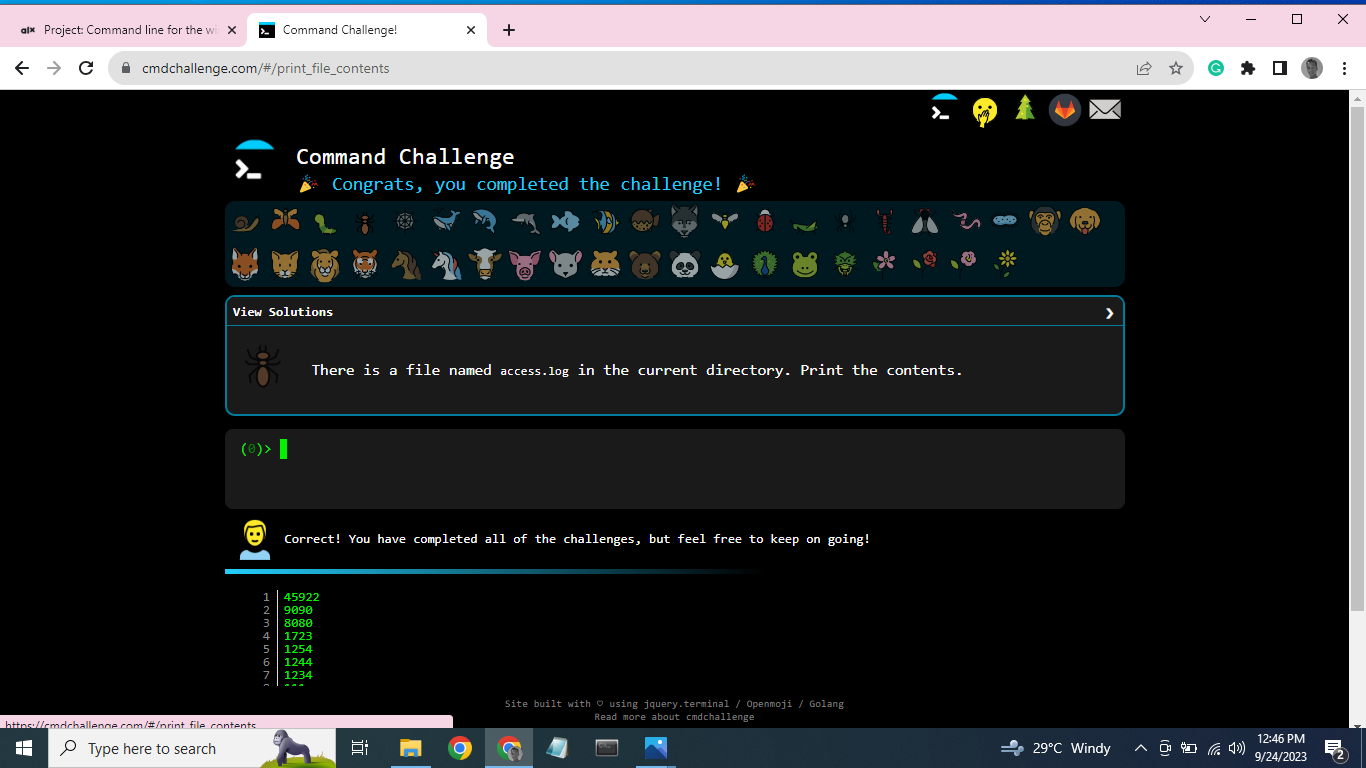 alx Project: Command line for the wi
Command Challenge!
cmdchallenge.com/#/print_file_contents
Command Challenge
Congrats, you completed the challenge!
View Solutions
There is a file named access.log in the current directory. Print the contents.
(0)>
Correct! You have completed all of the challenges, but feel free to keep on going!
1 45922
2 9090
3 8080
4 1723
5 1254
6 1244
7 1234
Site built with ♡ using jquery.terminal / Openmoji / Golang
Read more about cmdchallenge
https://cmdchallenge.com/#/print_file_contents
Type here to search
29°C Windy
12:46 PM
9/24/2023
2